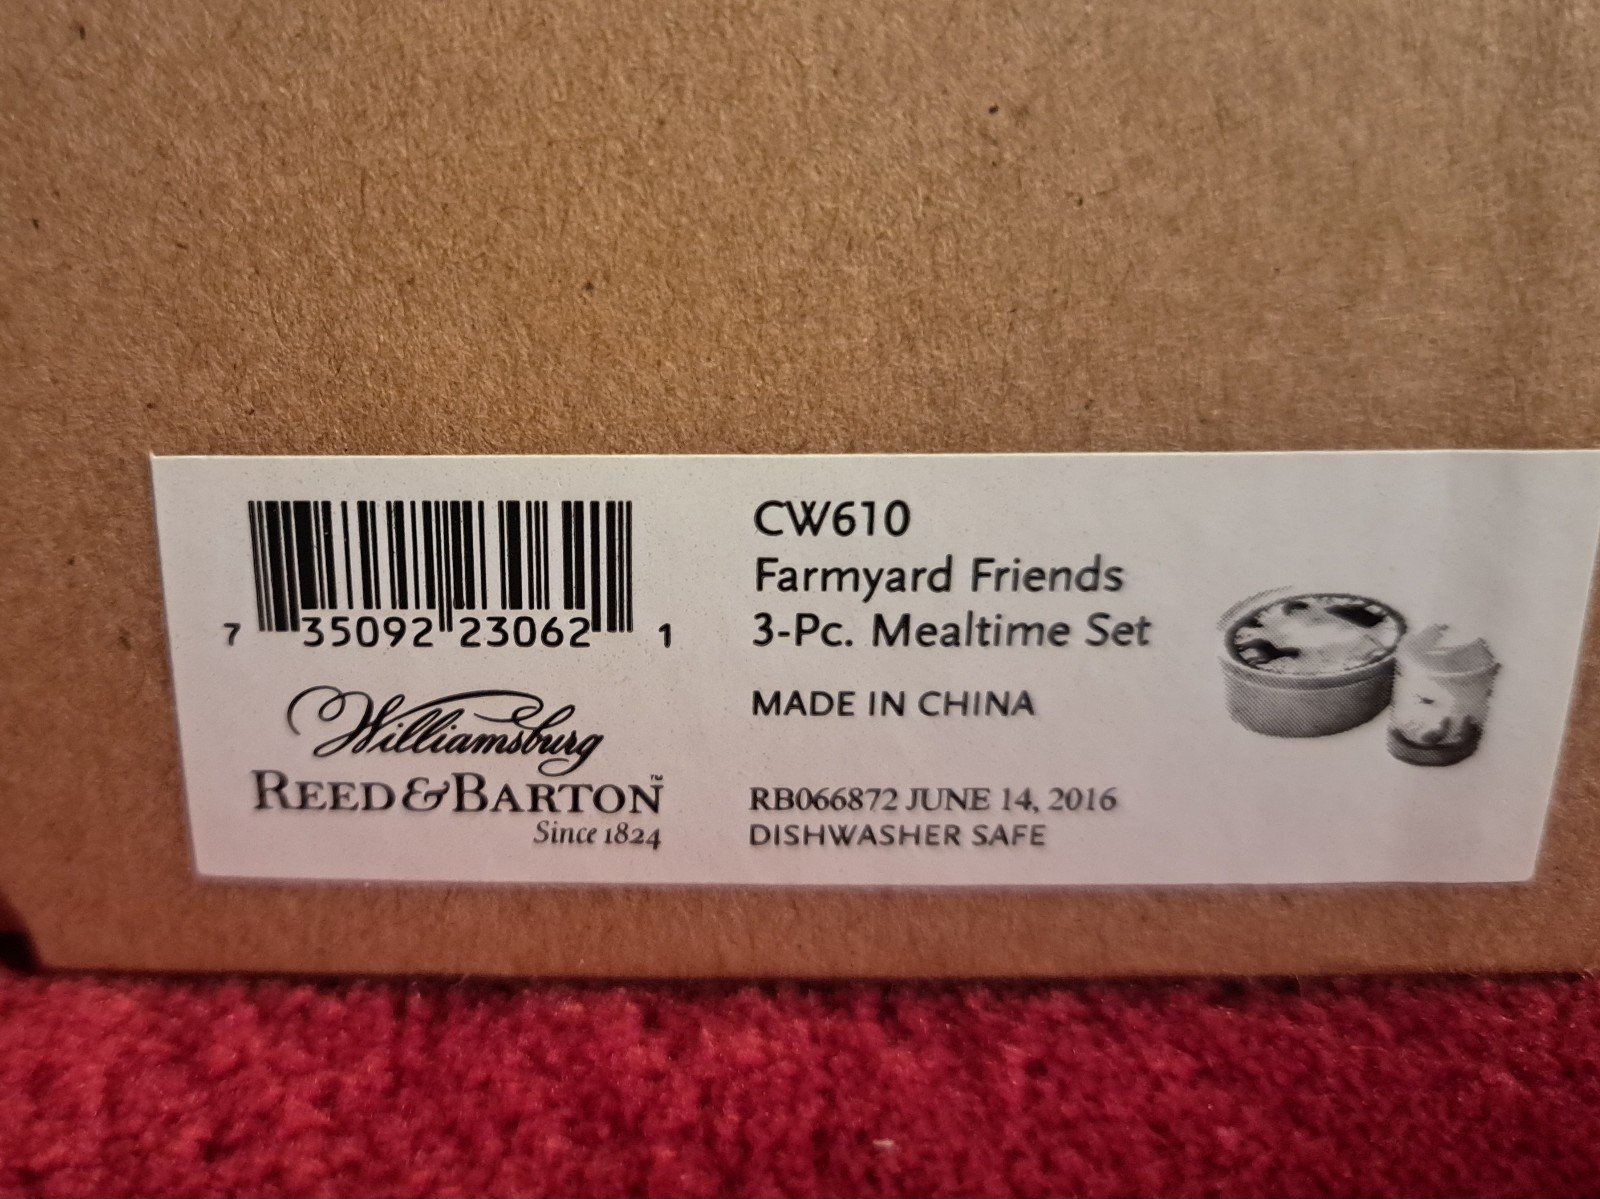 7 35092 23062 1
Williamsburg
REED & BARTON™
Since 1824
CW610
Farmyard Friends
3-Pc. Mealtime Set
MADE IN CHINA
RB066872 JUNE 14, 2016
DISHWASHER SAFE